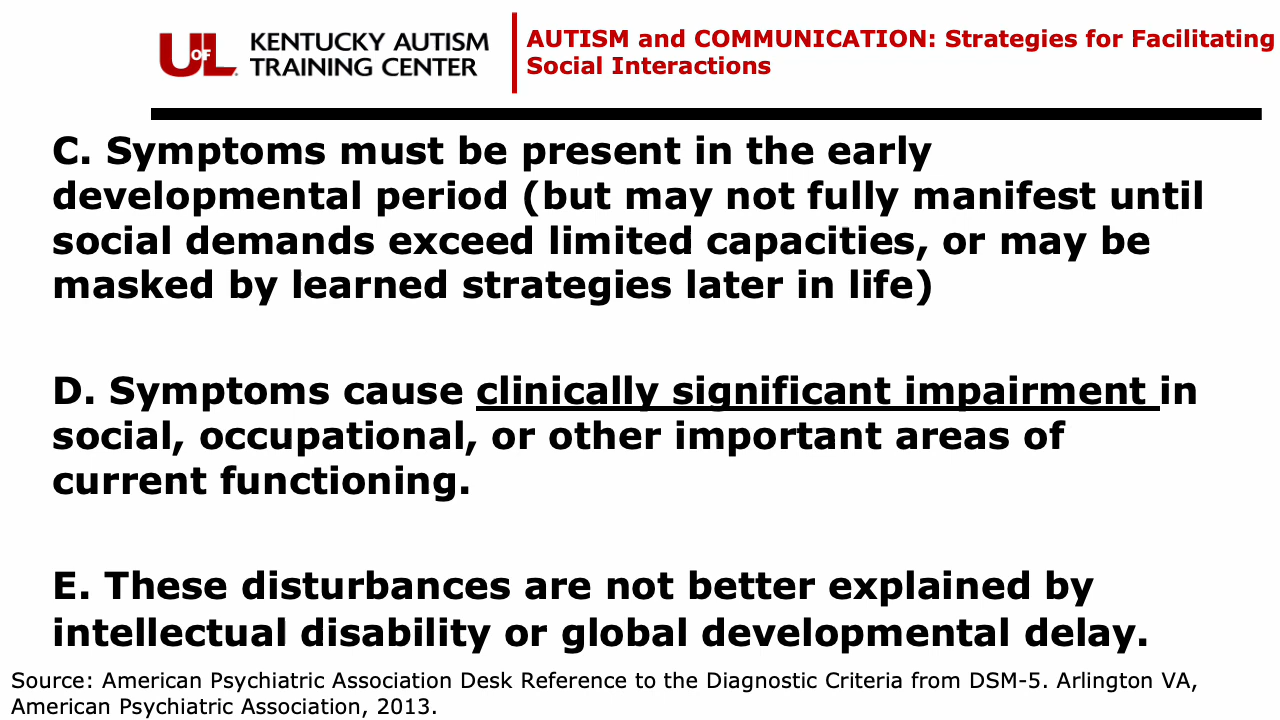 UofL KENTUCKY AUTISM
TRAINING CENTER
AUTISM and COMMUNICATION: Strategies for Facilitating
Social Interactions
C. Symptoms must be present in the early
developmental period (but may not fully manifest until
social demands exceed limited capacities, or may be
masked by learned strategies later in life)
D. Symptoms cause clinically significant impairment in
social, occupational, or other important areas of
current functioning.
E. These disturbances are not better explained by
intellectual disability or global developmental delay.
Source: American Psychiatric Association Desk Reference to the Diagnostic Criteria from DSM-5. Arlington VA,
American Psychiatric Association, 2013.